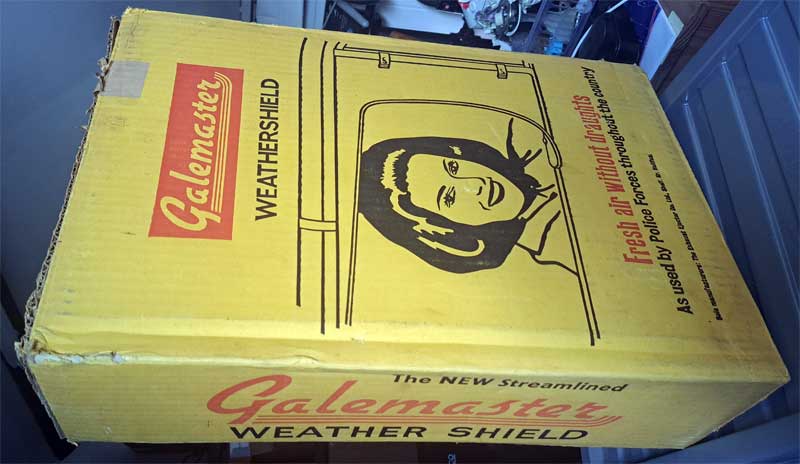 Galemaster
WEATHERSHIELD
Fresh air without draughts
As used by Police Forces throughout the country
The NEW Streamlined
Galemaster
WEATHER SHIELD